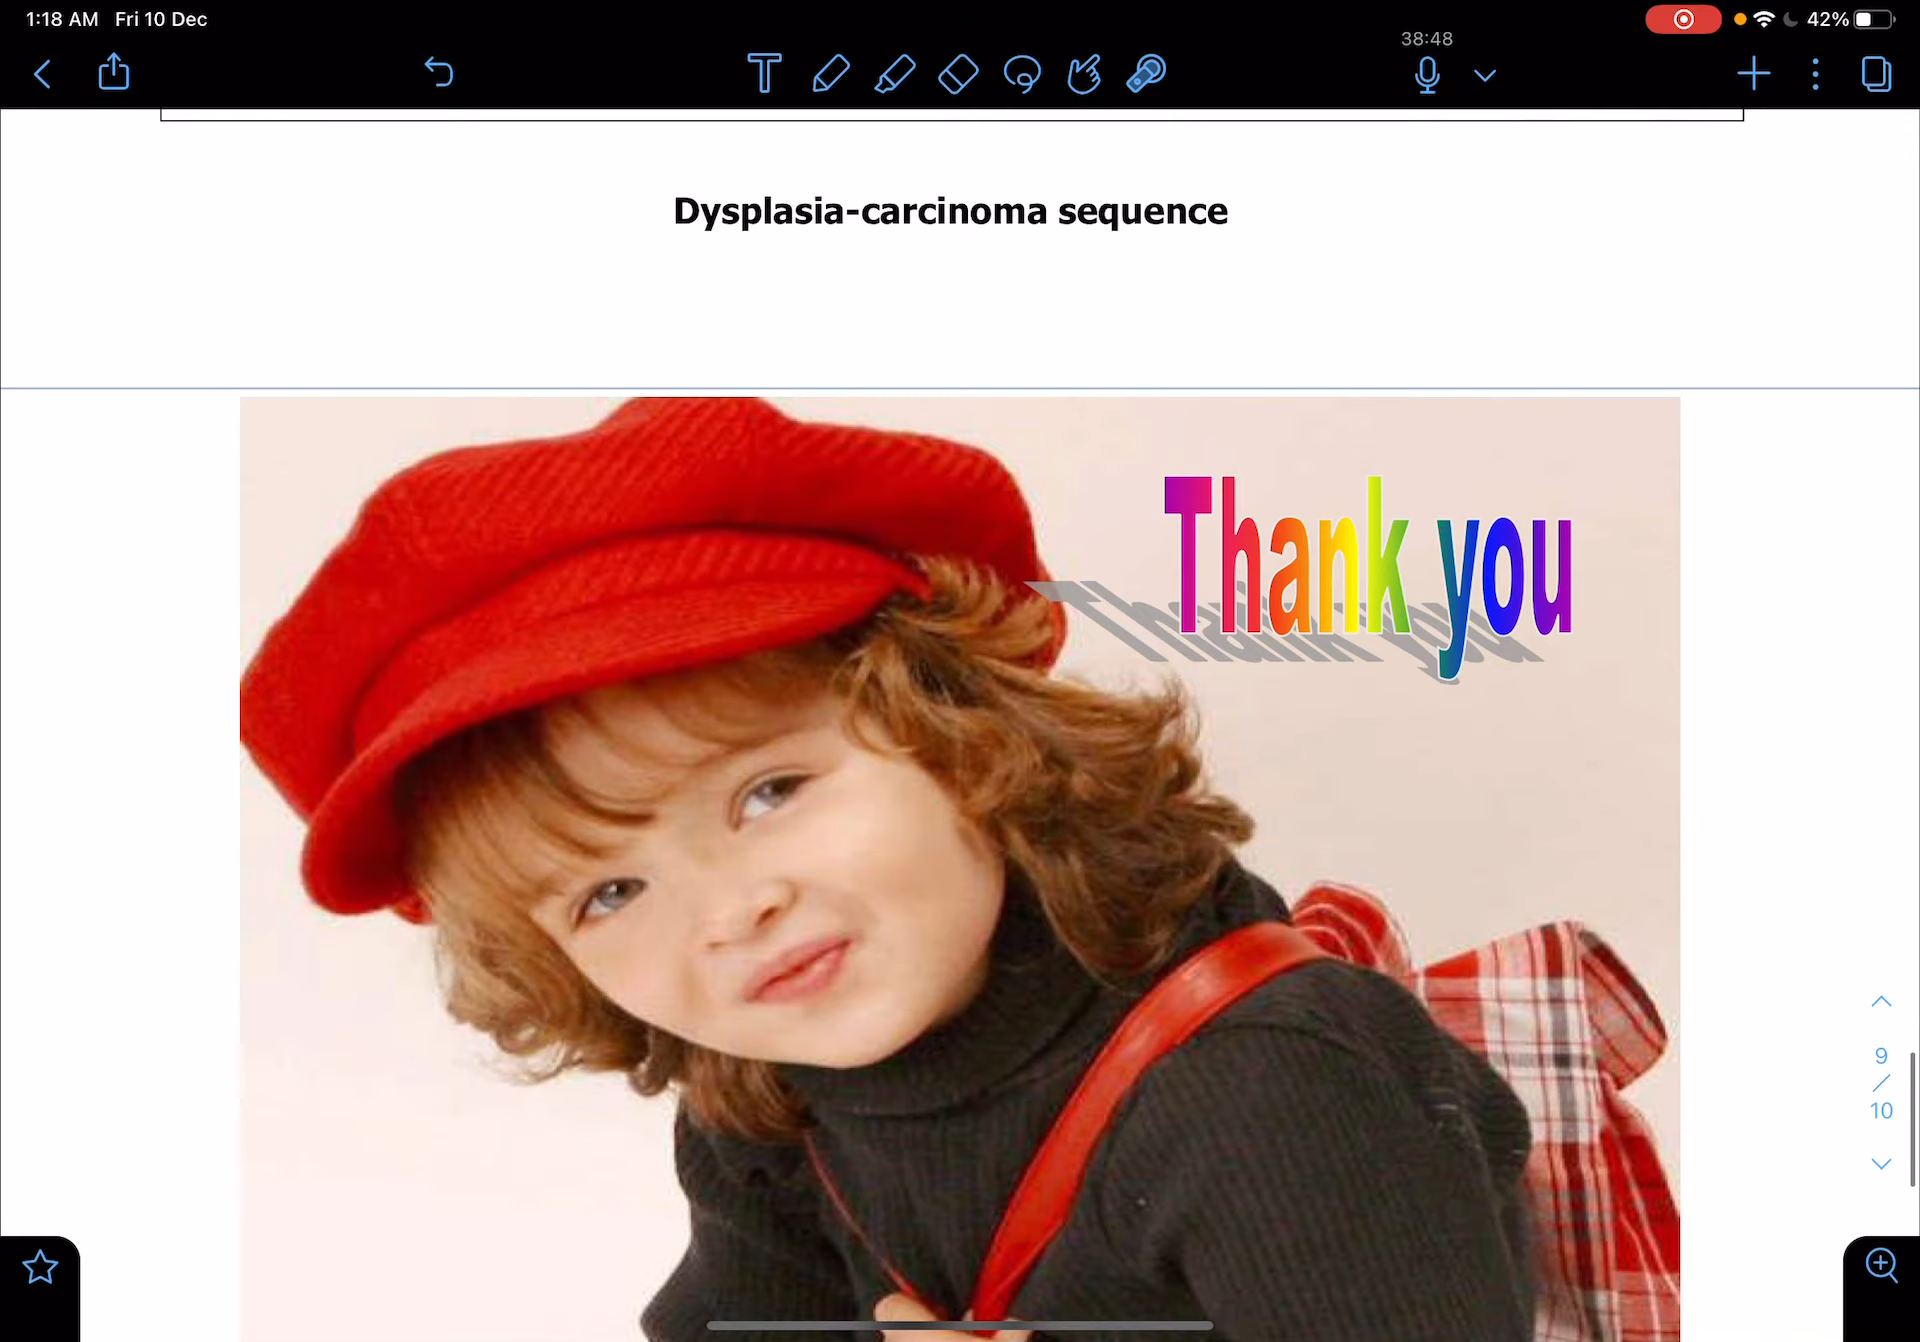 1:18 AM Fri 10 Dec
42%
38:48
Dysplasia-carcinoma sequence
Thank you
9
/
10